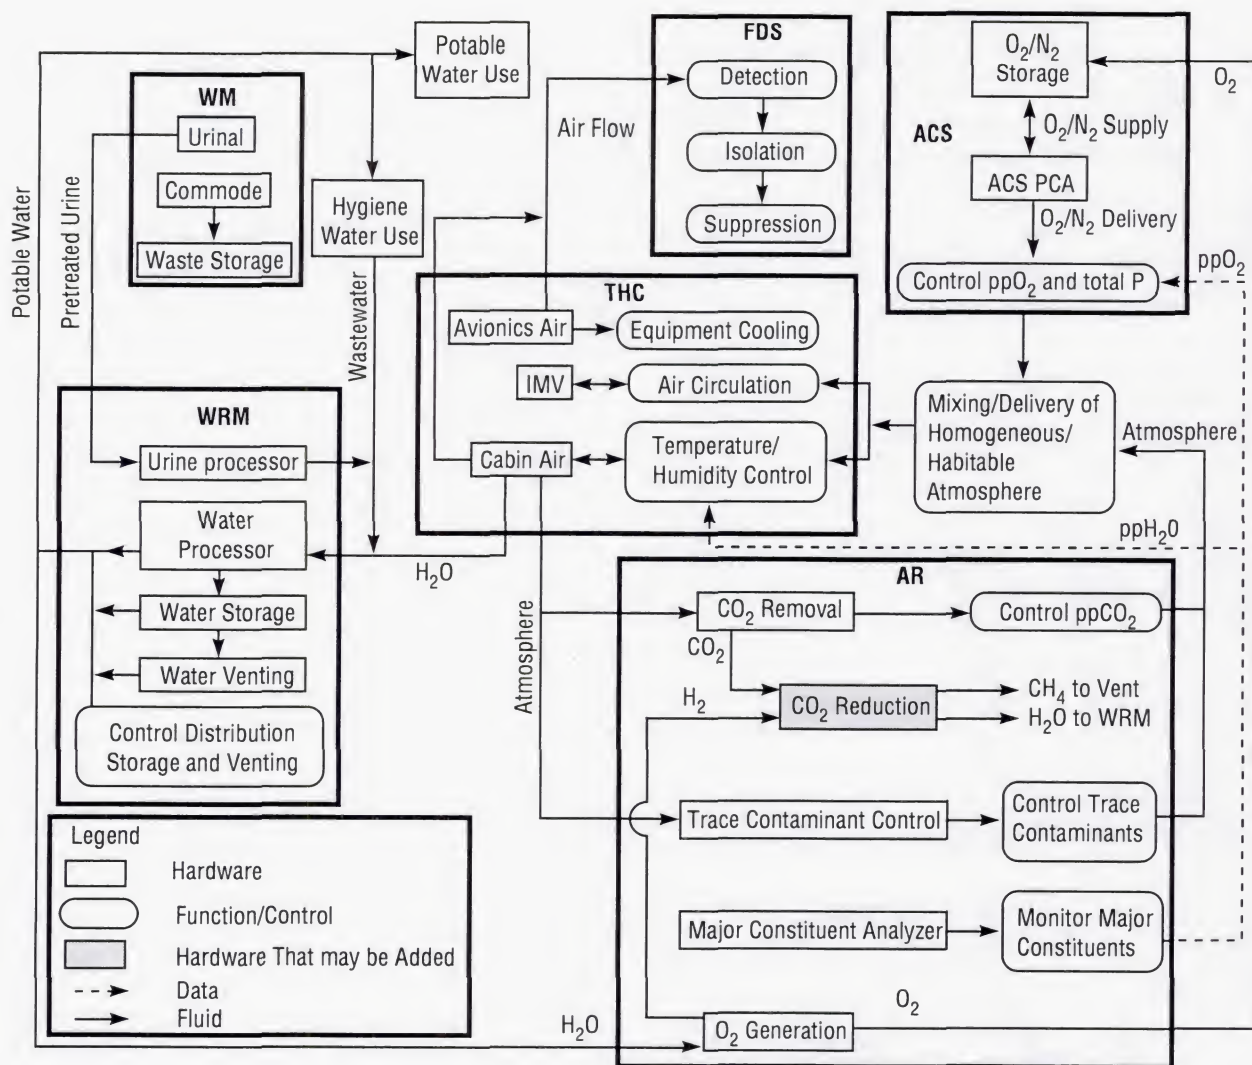 Potable
Water Use
WM
Urinal
Commode
Waste Storage
Potable Water
Pretreated Urine
Hygiene
Water Use
Wastewater
Air Flow
FDS
Detection
Isolation
Suppression
ACS
O₂/N₂
Storage
O₂
O₂/N₂ Supply
ACS PCA
O₂/N₂ Delivery
ppO₂
Control ppO₂ and total P
THC
Avionics Air
Equipment Cooling
IMV
Air Circulation
Cabin Air
Temperature/
Humidity Control
Mixing/Delivery of
Homogeneous/
Habitable
Atmosphere
Atmosphere
ppH₂O
WRM
Urine processor
Water
Processor
H₂O
Water Storage
Water Venting
Control Distribution
Storage and Venting
Atmosphere
AR
CO₂ Removal
Control ppCO₂
CO₂
H₂
CO₂ Reduction
CH₄ to Vent
H₂O to WRM
Trace Contaminant Control
Control Trace
Contaminants
Major Constituent Analyzer
Monitor Major
Constituents
O₂
H₂O
O₂ Generation
Legend
Hardware
Function/Control
Hardware That may be Added
Data
Fluid